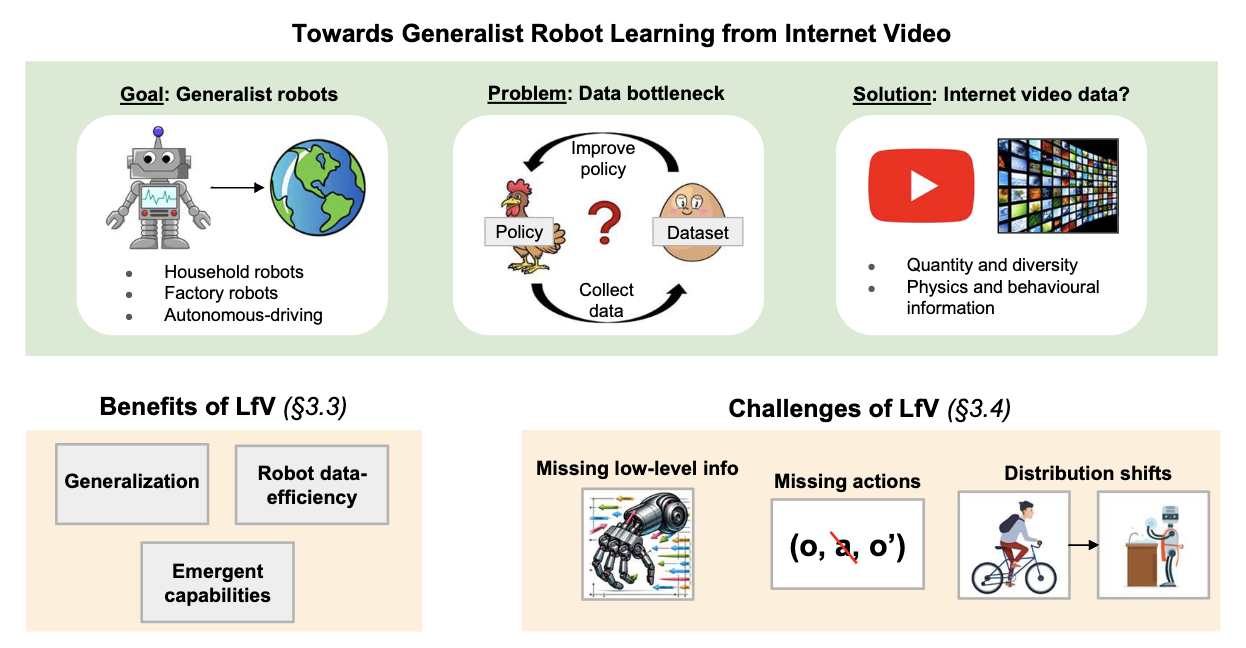 Towards Generalist Robot Learning from Internet Video
Goal: Generalist robots
Household robots
Factory robots
Autonomous-driving
Problem: Data bottleneck
Improve
policy
Policy
?
Dataset
Collect
data
Solution: Internet video data?
Quantity and diversity
Physics and behavioural
information
Benefits of LfV (§3.3)
Generalization
Robot data-
efficiency
Emergent
capabilities
Challenges of LfV (§3.4)
Missing low-level info
Missing actions
(o, a, o’)
Distribution shifts